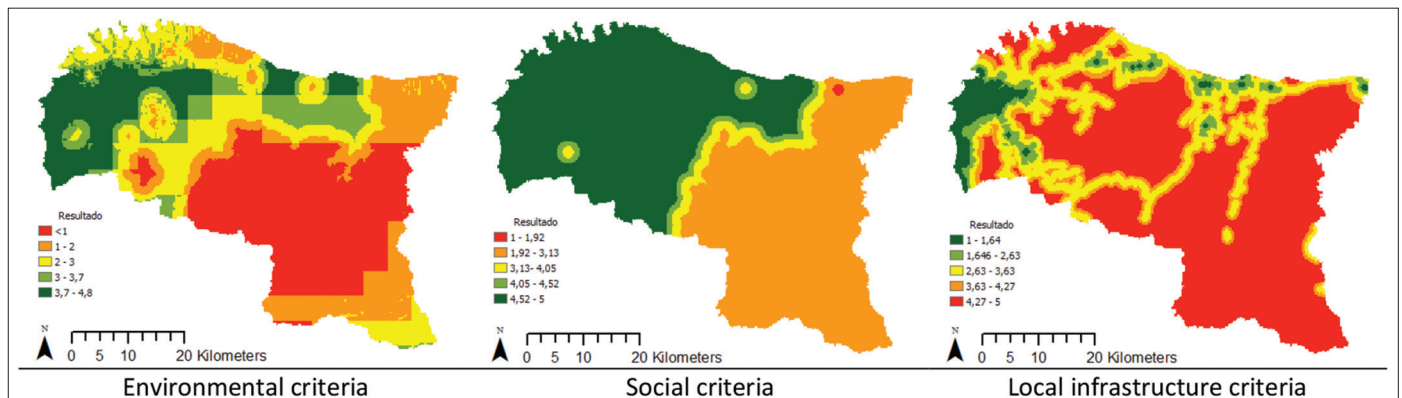 Resultado
<1
1 - 2
2 - 3
3 - 3,7
3,7 - 4,8
N
0 5 10 20 Kilometers
Environmental criteria
Resultado
1 - 1,92
1,92 - 3,13
3,13- 4,05
4,05 - 4,52
4,52 - 5
N
0 5 10 20 Kilometers
Social criteria
Resultado
1 - 1,64
1,646 - 2,63
2,63 - 3,63
3,63 - 4,27
4,27 - 5
N
0 5 10 20 Kilometers
Local infrastructure criteria